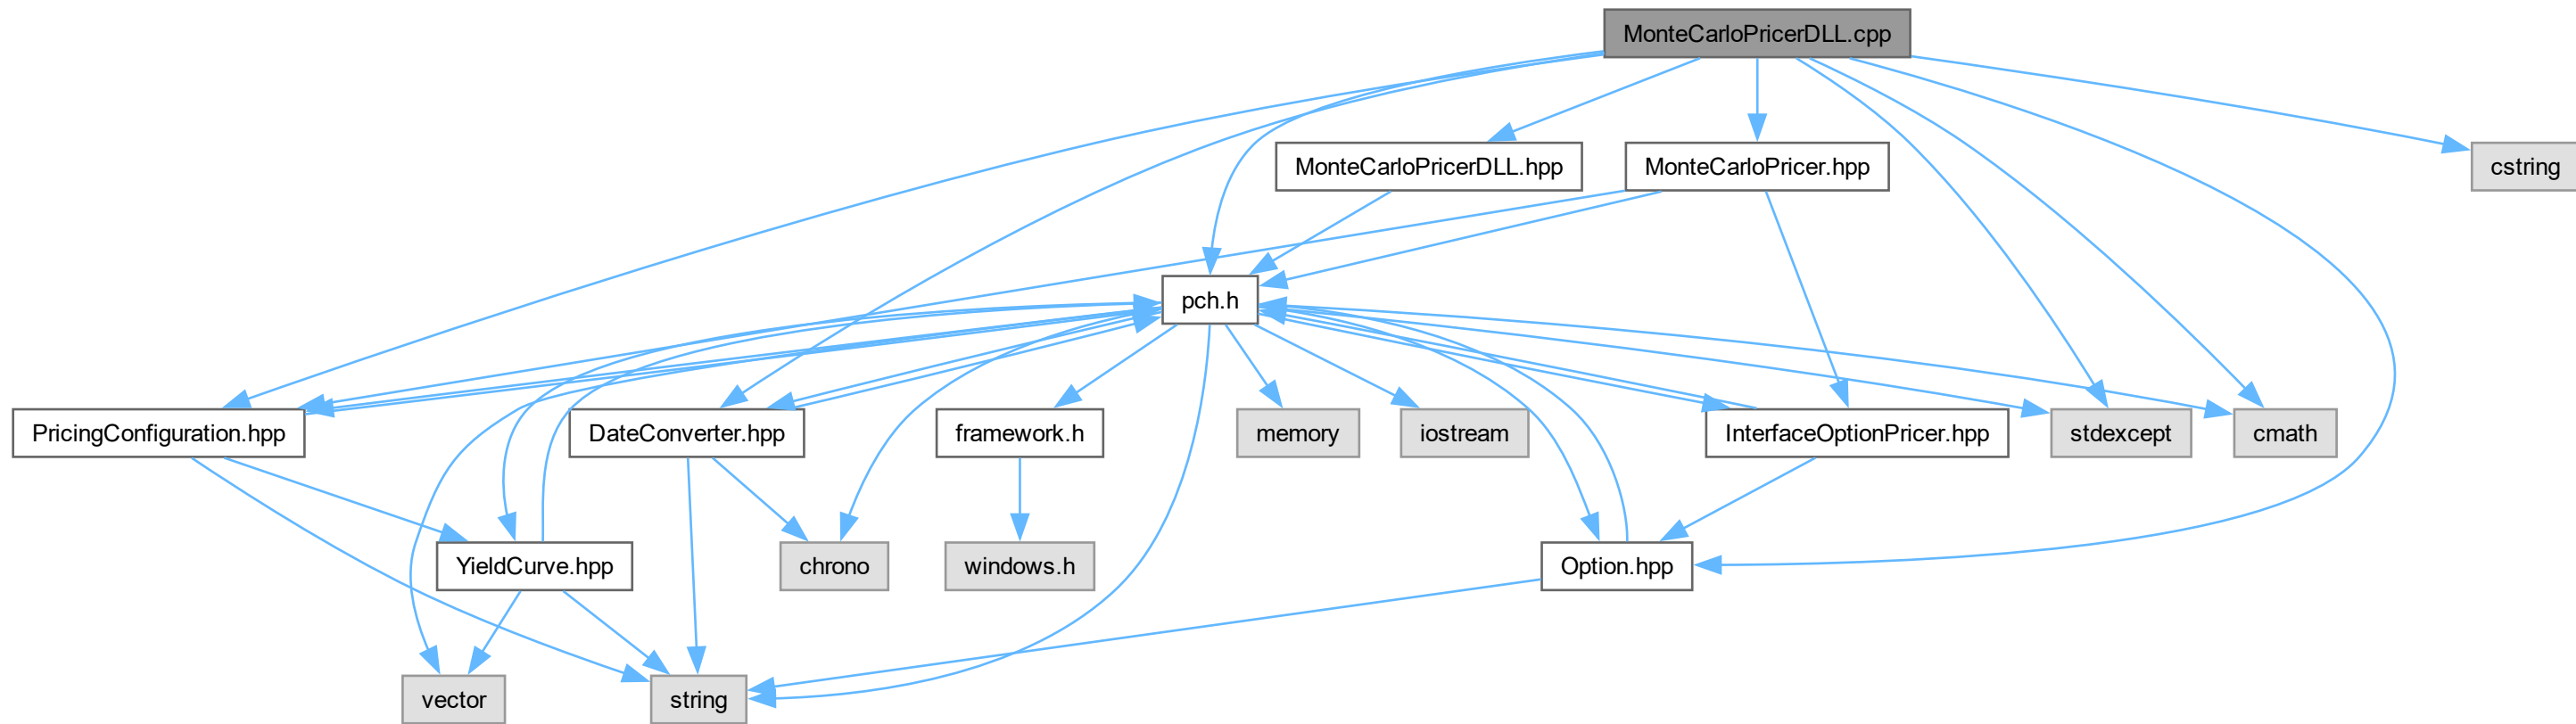 MonteCarloPricerDLL.cpp
MonteCarloPricerDLL.hpp
MonteCarloPricer.hpp
cstring
pch.h
PricingConfiguration.hpp
DateConverter.hpp
framework.h
memory
iostream
InterfaceOptionPricer.hpp
stdexcept
cmath
YieldCurve.hpp
chrono
windows.h
Option.hpp
vector
string